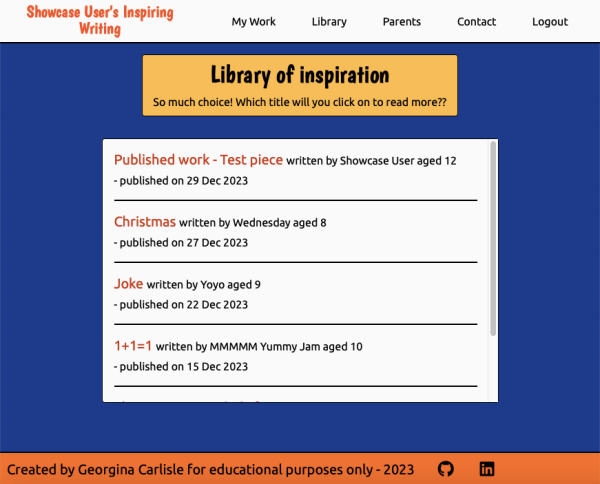 Showcase User's Inspiring
Writing
My Work
Library
Parents
Contact
Logout
Library of inspiration
So much choice! Which title will you click on to read more??
Published work - Test piece written by Showcase User aged 12
- published on 29 Dec 2023
Christmas written by Wednesday aged 8
- published on 27 Dec 2023
Joke written by Yoyo aged 9
- published on 22 Dec 2023
1+1=1 written by MMMMM Yummy Jam aged 10
- published on 15 Dec 2023
Created by Georgina Carlisle for educational purposes only - 2023